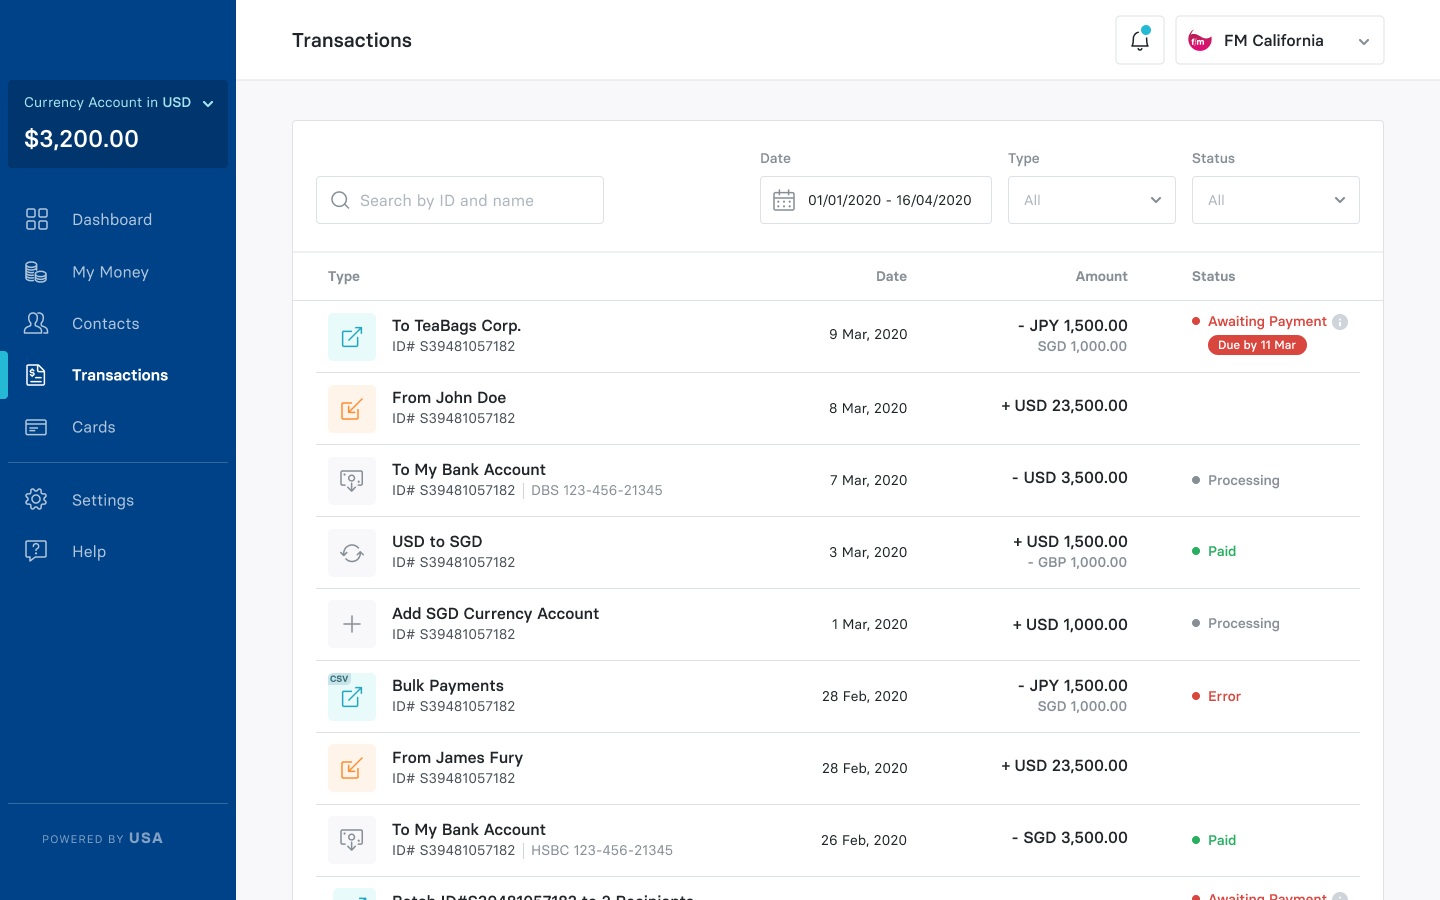 Transactions
FM California
Currency Account in USD
$3,200.00
Dashboard
My Money
Contacts
Transactions
Cards
Settings
Help
POWERED BY USA
Date
Type
Status
Search by ID and name
01/01/2020 - 16/04/2020
All
All
Type
Date
Amount
Status
To TeaBags Corp.
ID# S39481057182
9 Mar, 2020
- JPY 1,500.00
SGD 1,000.00
Awaiting Payment
Due by 11 Mar
From John Doe
ID# S39481057182
8 Mar, 2020
+ USD 23,500.00
To My Bank Account
ID# S39481057182 | DBS 123-456-21345
7 Mar, 2020
- USD 3,500.00
Processing
USD to SGD
ID# S39481057182
3 Mar, 2020
+ USD 1,500.00
- GBP 1,000.00
Paid
Add SGD Currency Account
ID# S39481057182
1 Mar, 2020
+ USD 1,000.00
Processing
CSV
Bulk Payments
ID# S39481057182
28 Feb, 2020
- JPY 1,500.00
SGD 1,000.00
Error
From James Fury
ID# S39481057182
28 Feb, 2020
+ USD 23,500.00
To My Bank Account
ID# S39481057182 | HSBC 123-456-21345
26 Feb, 2020
- SGD 3,500.00
Paid
Batch ID#S39481057182 to 2 Recipients
Awaiting Payment